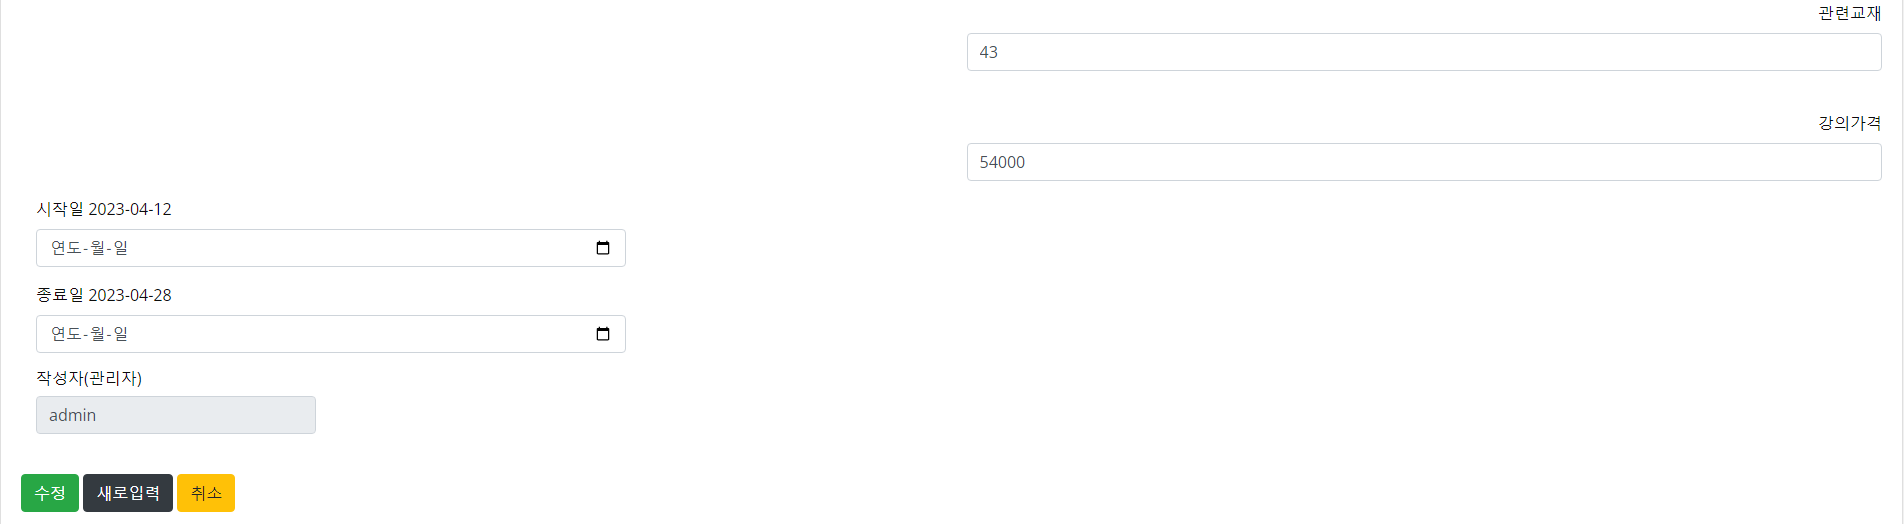 관련교재
43
강의가격
54000
시작일 2023-04-12
연도-월-일
종료일 2023-04-28
연도-월-일
작성자(관리자)
admin
수정 새로입력 취소